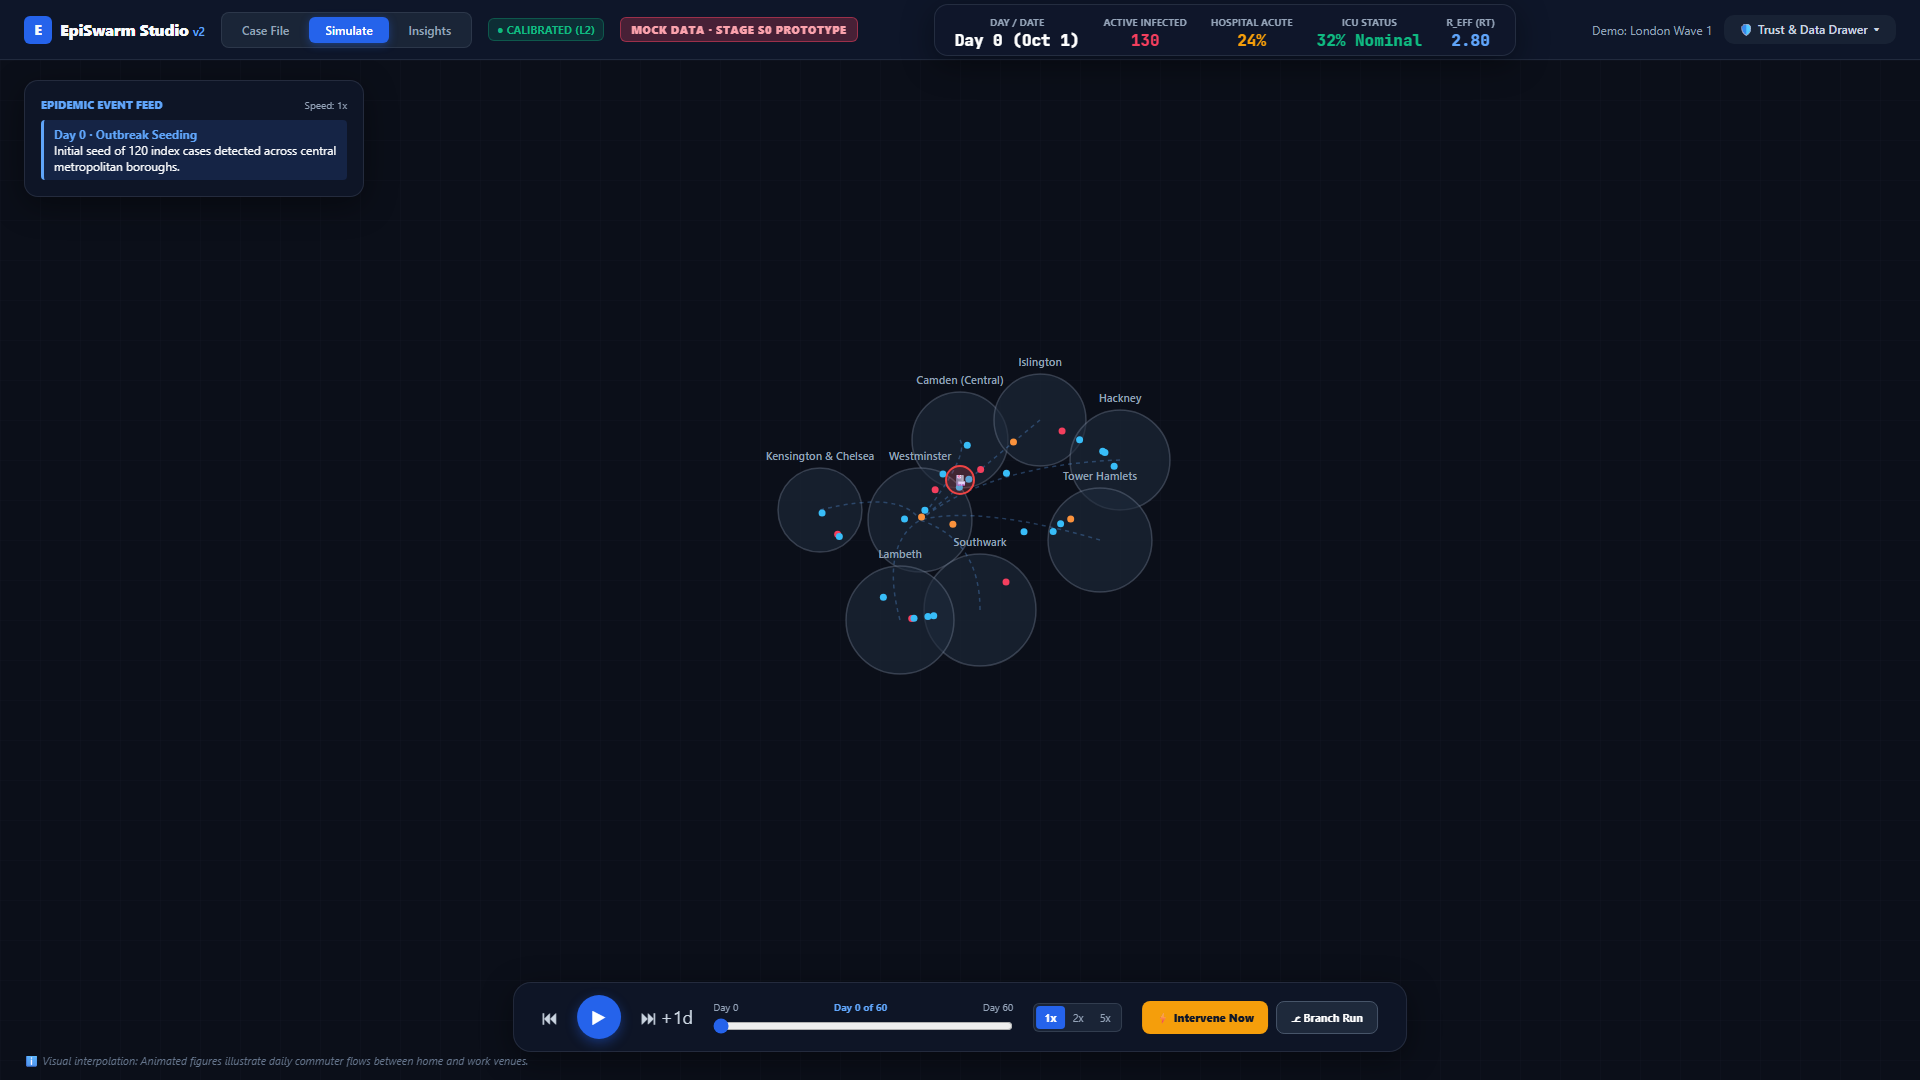 E EpiSwarm Studio v2
Case File
Simulate
Insights
• CALIBRATED (L2)
MOCK DATA · STAGE S0 PROTOTYPE
DAY / DATE
Day 0 (Oct 1)
ACTIVE INFECTED
130
HOSPITAL ACUTE
24%
ICU STATUS
32% Nominal
R_EFF (RT)
2.80
Demo: London Wave 1
Trust & Data Drawer
EPIDEMIC EVENT FEED
Speed: 1x
Day 0 · Outbreak Seeding
Initial seed of 120 index cases detected across central
metropolitan boroughs.
Islington
Camden (Central)
Hackney
Kensington & Chelsea
Westminster
Tower Hamlets
Southwark
Lambeth
+1d
Day 0
Day 0 of 60
Day 60
1x
2x
5x
Intervene Now
Branch Run
Visual interpolation: Animated figures illustrate daily commuter flows between home and work venues.